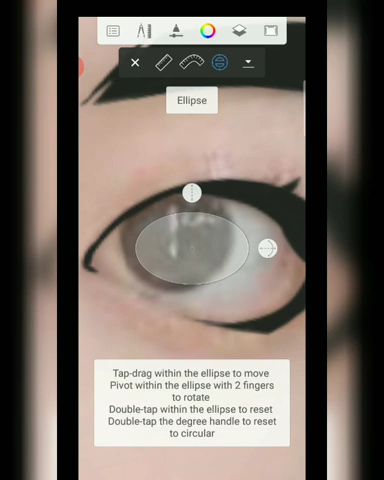 Ellipse
Tap-drag within the ellipse to move
Pivot within the ellipse with 2 fingers
to rotate
Double-tap within the ellipse to reset
Double-tap the degree handle to reset
to circular